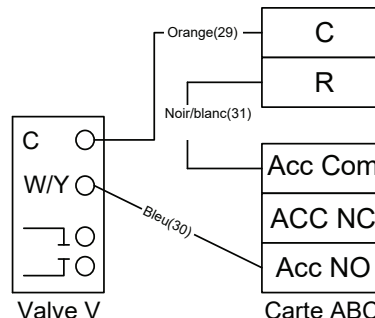 Orange(29)
C
R
Noir/blanc(31)
C
W/Y
Acc Com
ACC NC
Bleu(30)
Acc NO
Valve V
Carte ABC